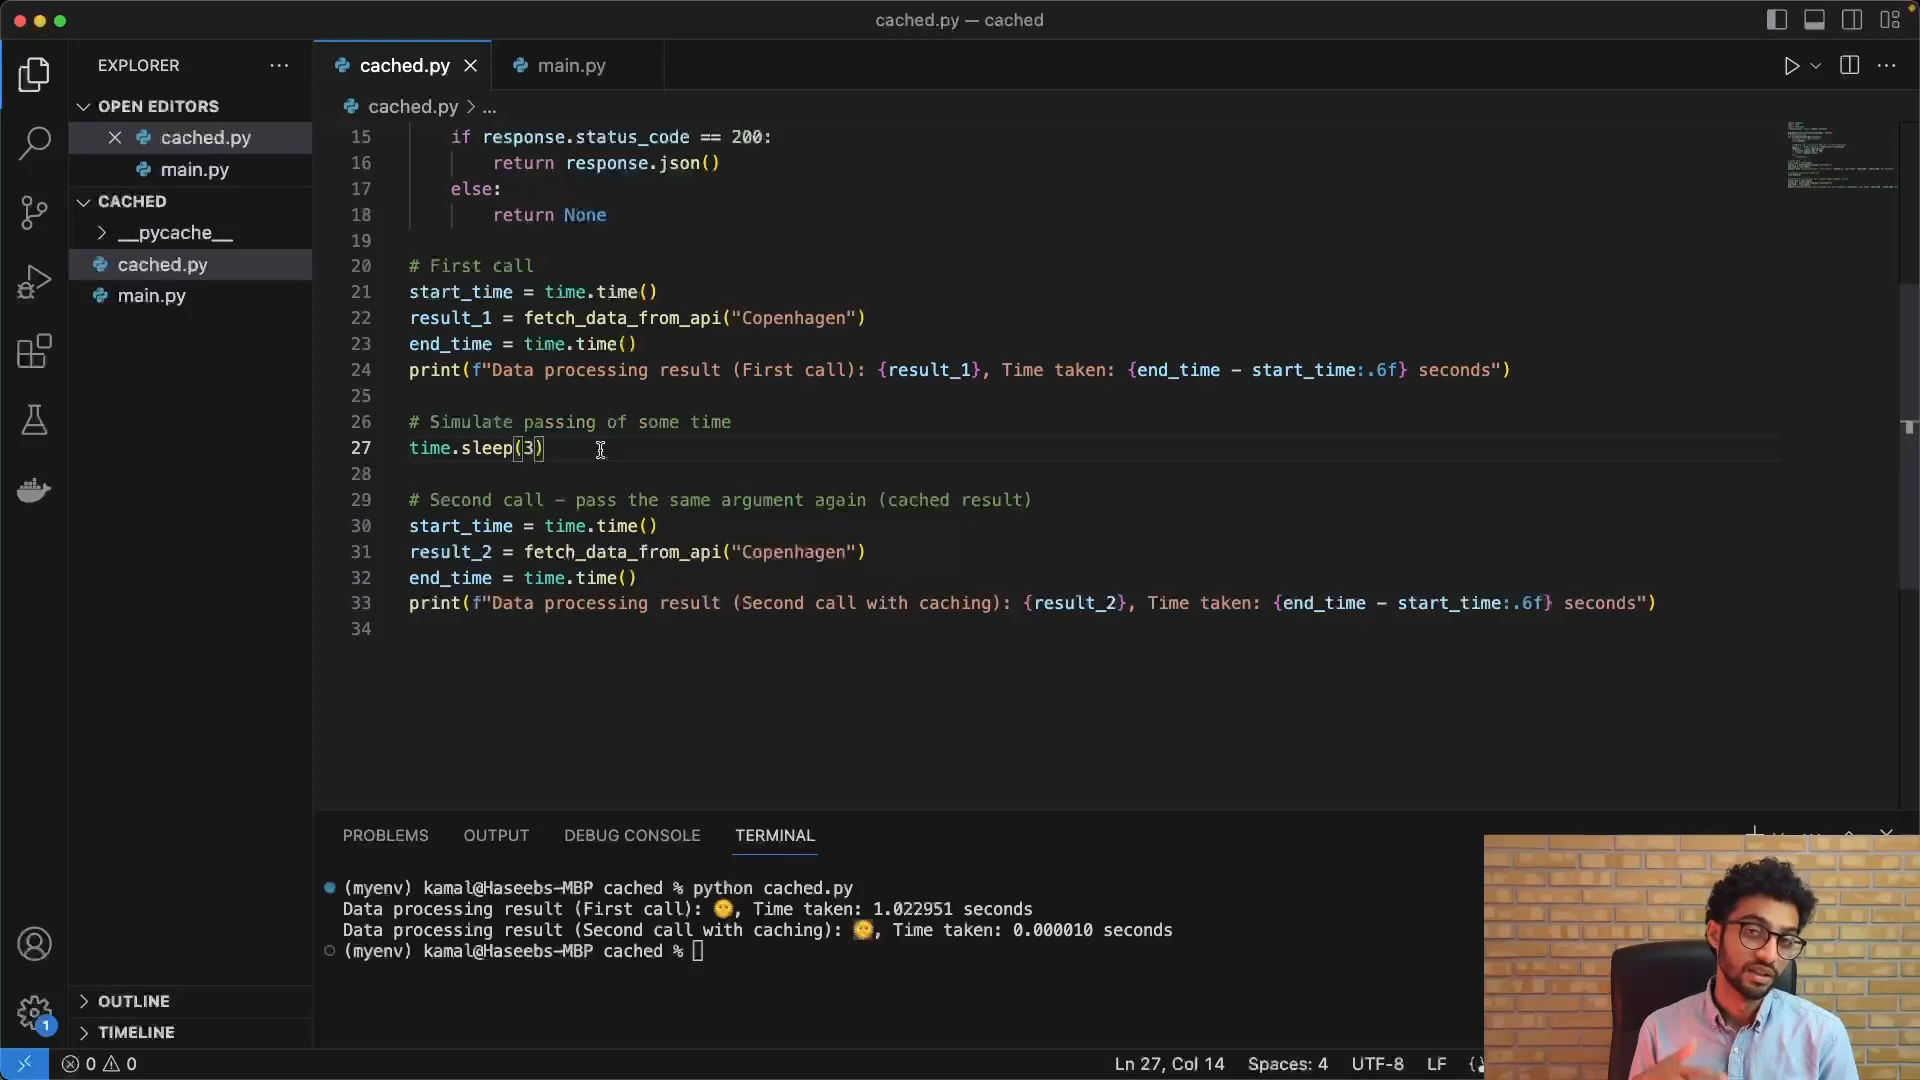 cached.py — cached
EXPLORER
OPEN EDITORS
cached.py
main.py
CACHED
__pycache__
cached.py
main.py
OUTLINE
TIMELINE
cached.py
main.py
cached.py > ...
15 if response.status_code == 200:
16 return response.json()
17 else:
18 return None
19
20 # First call
21 start_time = time.time()
22 result_1 = fetch_data_from_api("Copenhagen")
23 end_time = time.time()
24 print(f"Data processing result (First call): {result_1}, Time taken: {end_time - start_time:.6f} seconds")
25
26 # Simulate passing of some time
27 time.sleep(3)
28
29 # Second call - pass the same argument again (cached result)
30 start_time = time.time()
31 result_2 = fetch_data_from_api("Copenhagen")
32 end_time = time.time()
33 print(f"Data processing result (Second call with caching): {result_2}, Time taken: {end_time - start_time:.6f} seconds")
34
PROBLEMS OUTPUT DEBUG CONSOLE TERMINAL
(myenv) kamal@Haseebs-MBP cached % python cached.py
Data processing result (First call): 🌞, Time taken: 1.022951 seconds
Data processing result (Second call with caching): 🌞, Time taken: 0.000010 seconds
(myenv) kamal@Haseebs-MBP cached %
1
0 0
Ln 27, Col 14 Spaces: 4 UTF-8 LF